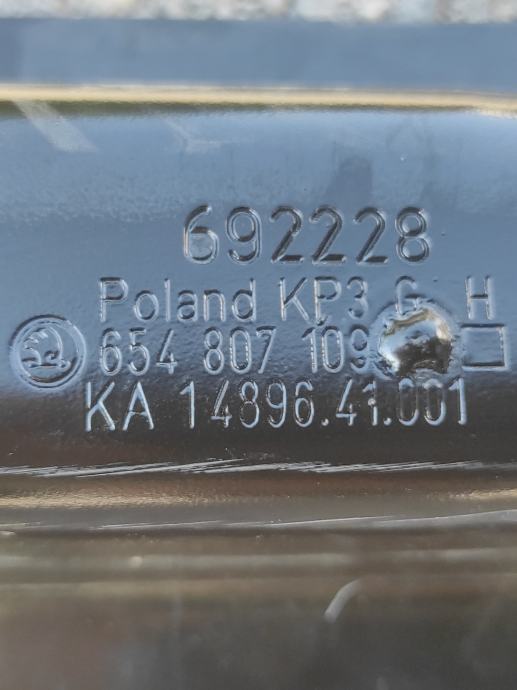 692228
Poland KP3 G H
654 807 109
KA 14896.41.001